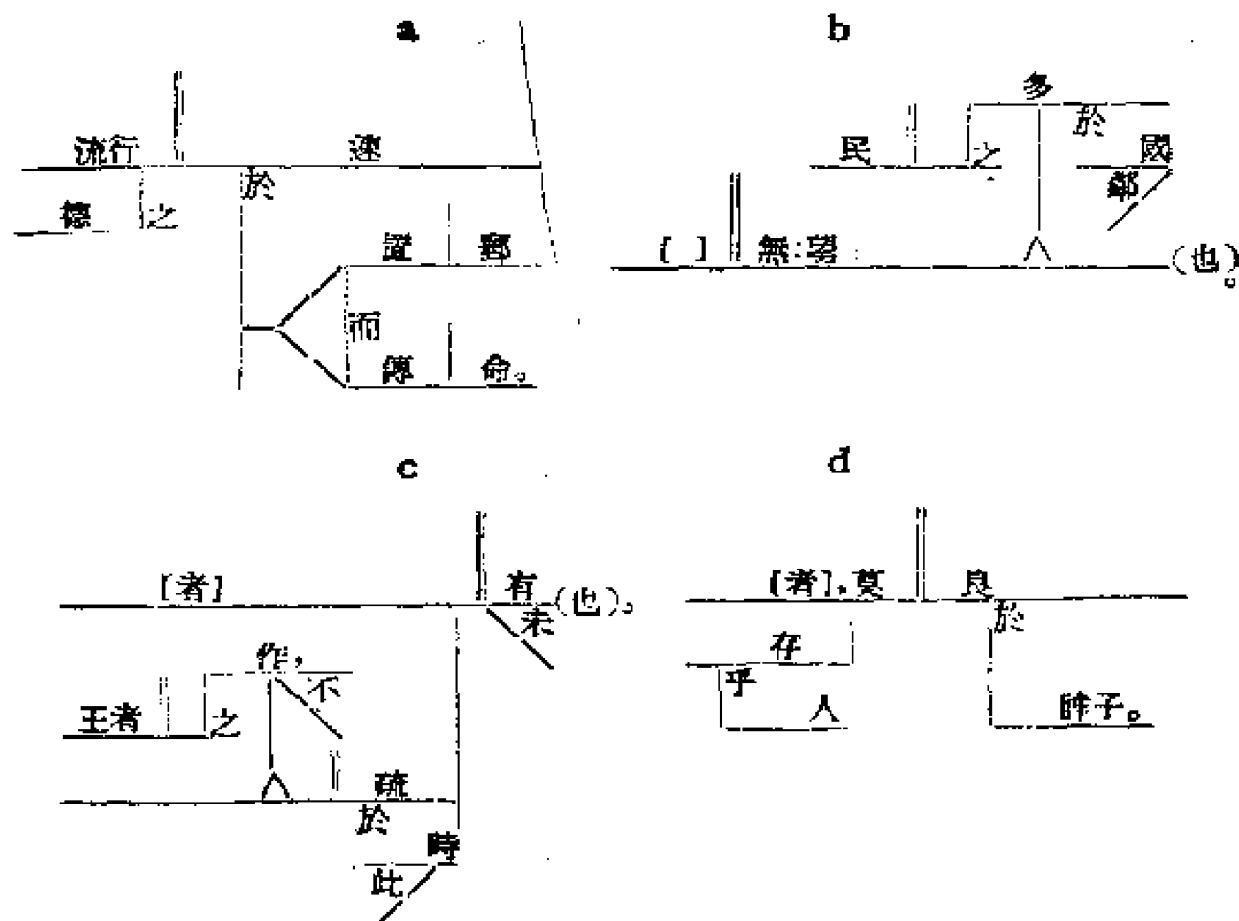 a
流行 速
於
德 之
置 郵
而
傳 命。
b
多
於
民 之 國
鄰
[ ] 無望 (也)。
c
[者] 有 (也)。
未
作,
不
王者 之
疏
於
時
此
d
[者],莫 良
於
存
乎
人 眸子。